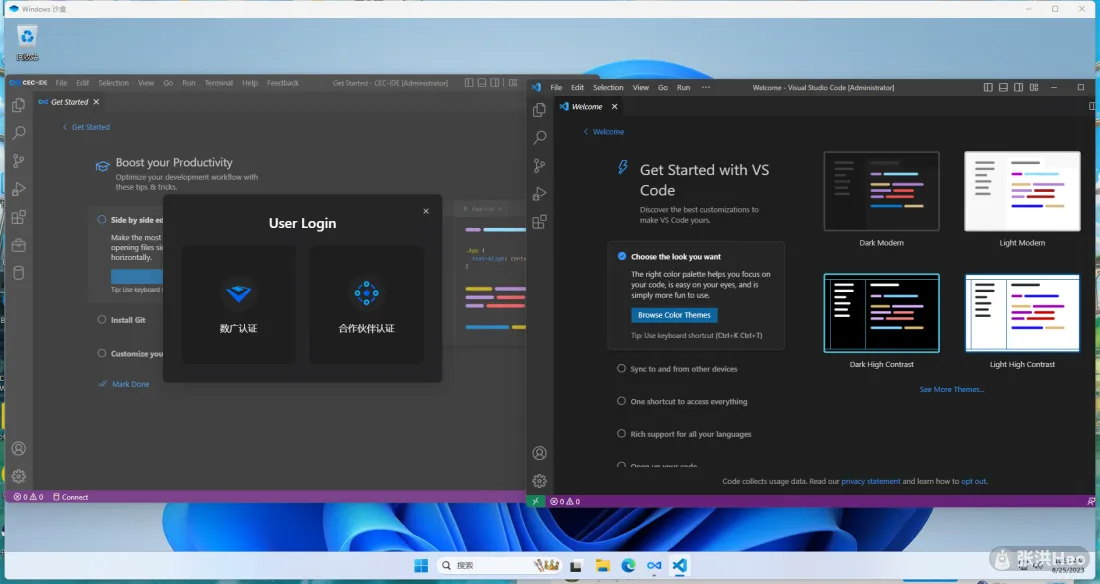 Windows 沙盒
回收站
CEC-IDE File Edit Selection View Go Run Terminal Help Feedback
Get Started - CEC-IDE [Administrator]
Get Started
Get Started
Boost your Productivity
Optimize your development workflow with
these tips & tricks.
Side by side ed
Make the most
opening files si
horizontally.
Tip: Use keyboard
Install Git
Customize you
Mark Done
User Login
数广认证
合作伙伴认证
.App {
}
0 0
Connect
File Edit Selection View Go Run ···
Welcome - Visual Studio Code [Administrator]
Welcome
Welcome
Get Started with VS
Code
Discover the best customizations to
make VS Code yours.
Choose the look you want
The right color palette helps you focus on
your code, is easy on your eyes, and is
simply more fun to use.
Browse Color Themes
Tip: Use keyboard shortcut (Ctrl+K Ctrl+T)
Sync to and from other devices
One shortcut to access everything
Rich support for all your languages
Open up your code
Dark Modern
Light Modern
Dark High Contrast
Light High Contrast
See More Themes...
Code collects usage data. Read our privacy statement and learn how to opt out.
0 0
搜索
张洪Heo
8/25/2023